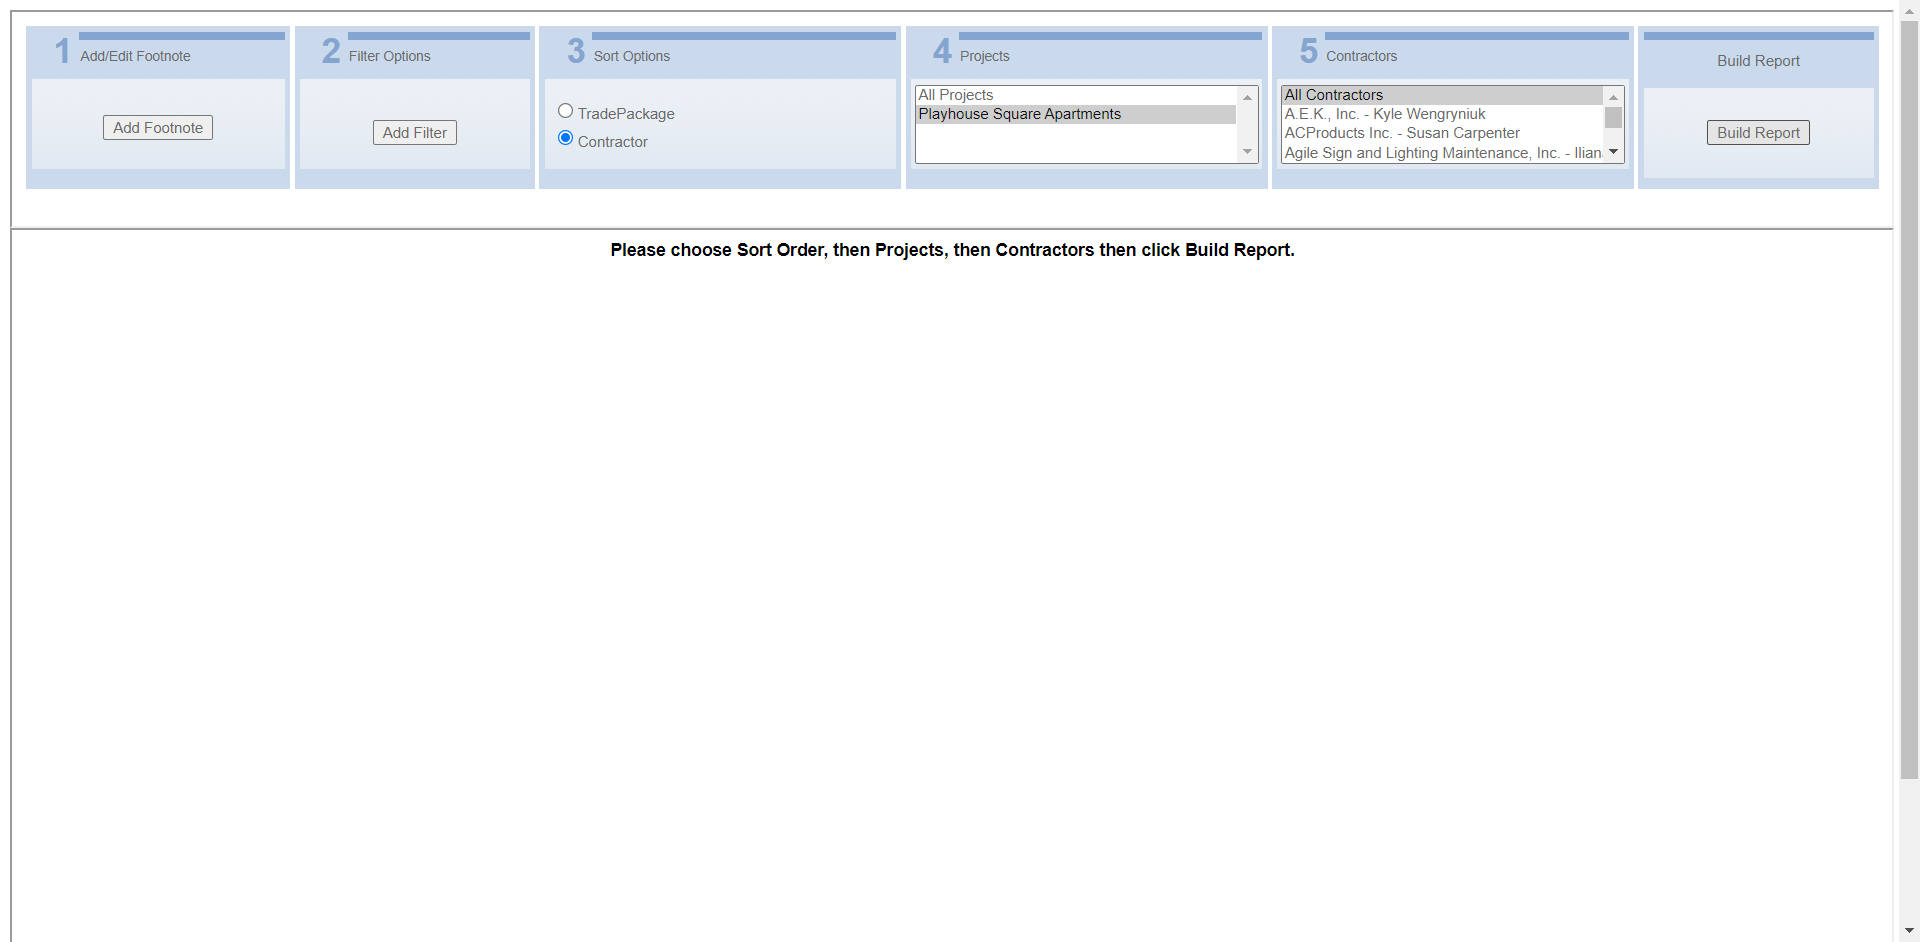 1 Add/Edit Footnote
Add Footnote
2 Filter Options
Add Filter
3 Sort Options
TradePackage
Contractor
4 Projects
All Projects
Playhouse Square Apartments
5 Contractors
All Contractors
A.E.K., Inc. - Kyle Wengryniuk
ACProducts Inc. - Susan Carpenter
Agile Sign and Lighting Maintenance, Inc. - Ilian
Build Report
Build Report
Please choose Sort Order, then Projects, then Contractors then click Build Report.